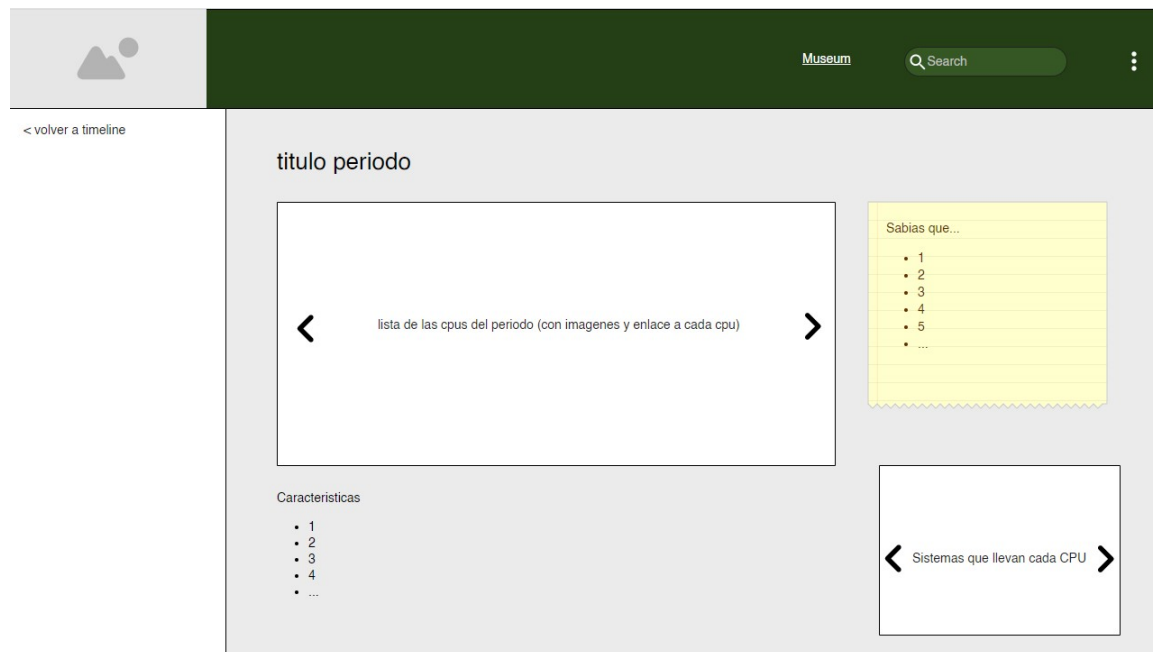 Museum
Search
< volver a timeline
titulo periodo
lista de las cpus del periodo (con imagenes y enlace a cada cpu)
Sabias que...
• 1
• 2
• 3
• 4
• 5
• ...
Caracteristicas
• 1
• 2
• 3
• 4
• ...
Sistemas que llevan cada CPU